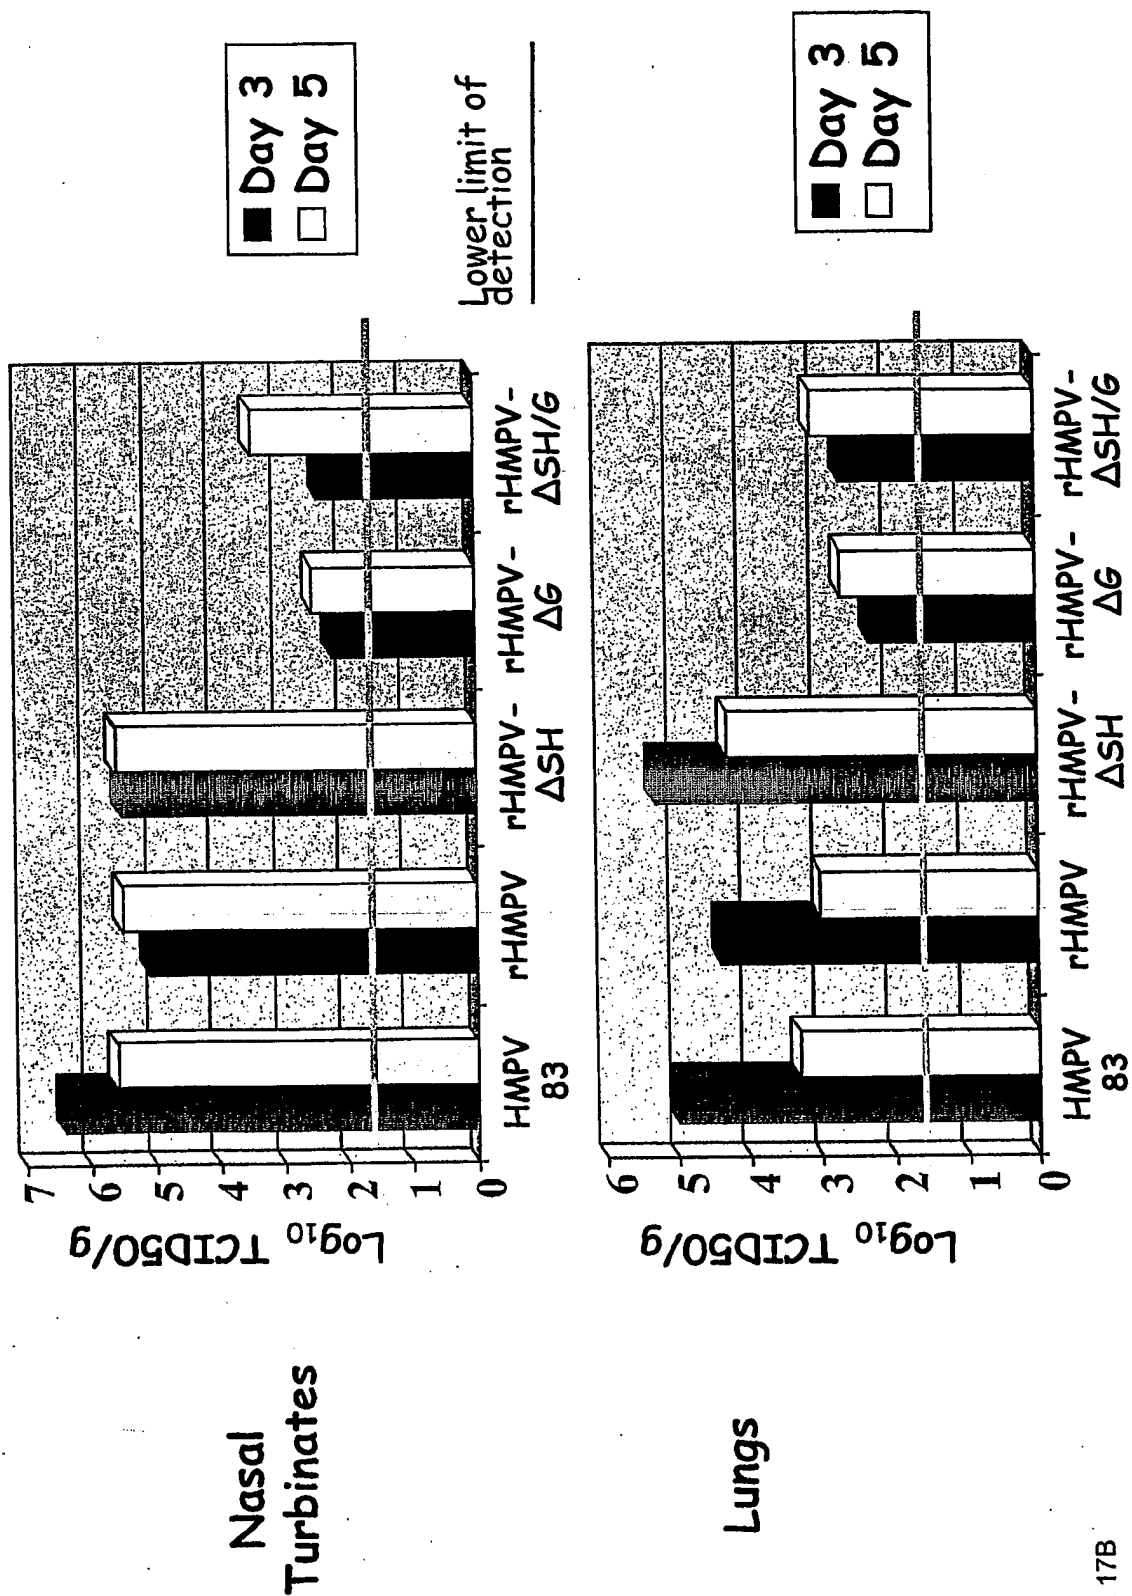 Nasal
Turbinates
Log10 TCID50/g
7
6
5
4
3
2
1
0
HMPV
83
rHMPV
rHMPV-
ΔSH
rHMPV-
ΔG
rHMPV-
ΔSH/G
Day 3
Day 5
Lower limit of
detection
Lungs
Log10 TCID50/g
6
5
4
3
2
1
0
HMPV
83
rHMPV
rHMPV-
ΔSH
rHMPV-
ΔG
rHMPV-
ΔSH/G
Day 3
Day 5
17B